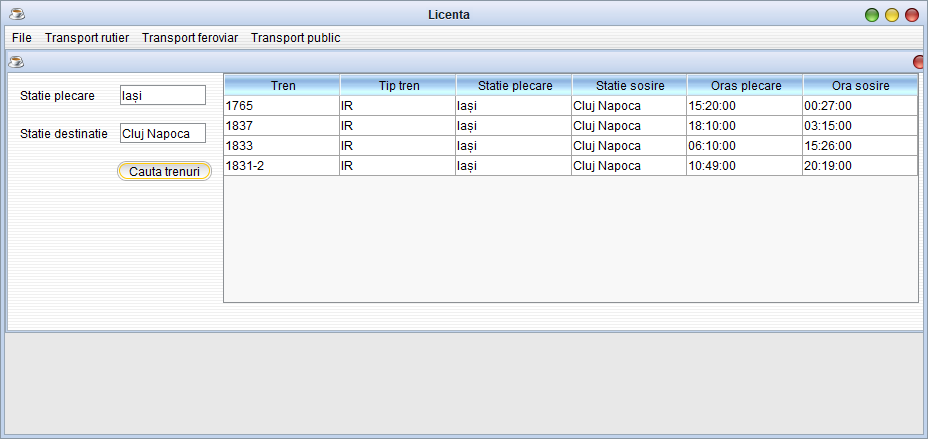 Licenta
File Transport rutier Transport feroviar Transport public
Statie plecare Iași
Statie destinatie Cluj Napoca
Cauta trenuri
Tren Tip tren Statie plecare Statie sosire Oras plecare Ora sosire
1765 IR Iași Cluj Napoca 15:20:00 00:27:00
1837 IR Iași Cluj Napoca 18:10:00 03:15:00
1833 IR Iași Cluj Napoca 06:10:00 15:26:00
1831-2 IR Iași Cluj Napoca 10:49:00 20:19:00